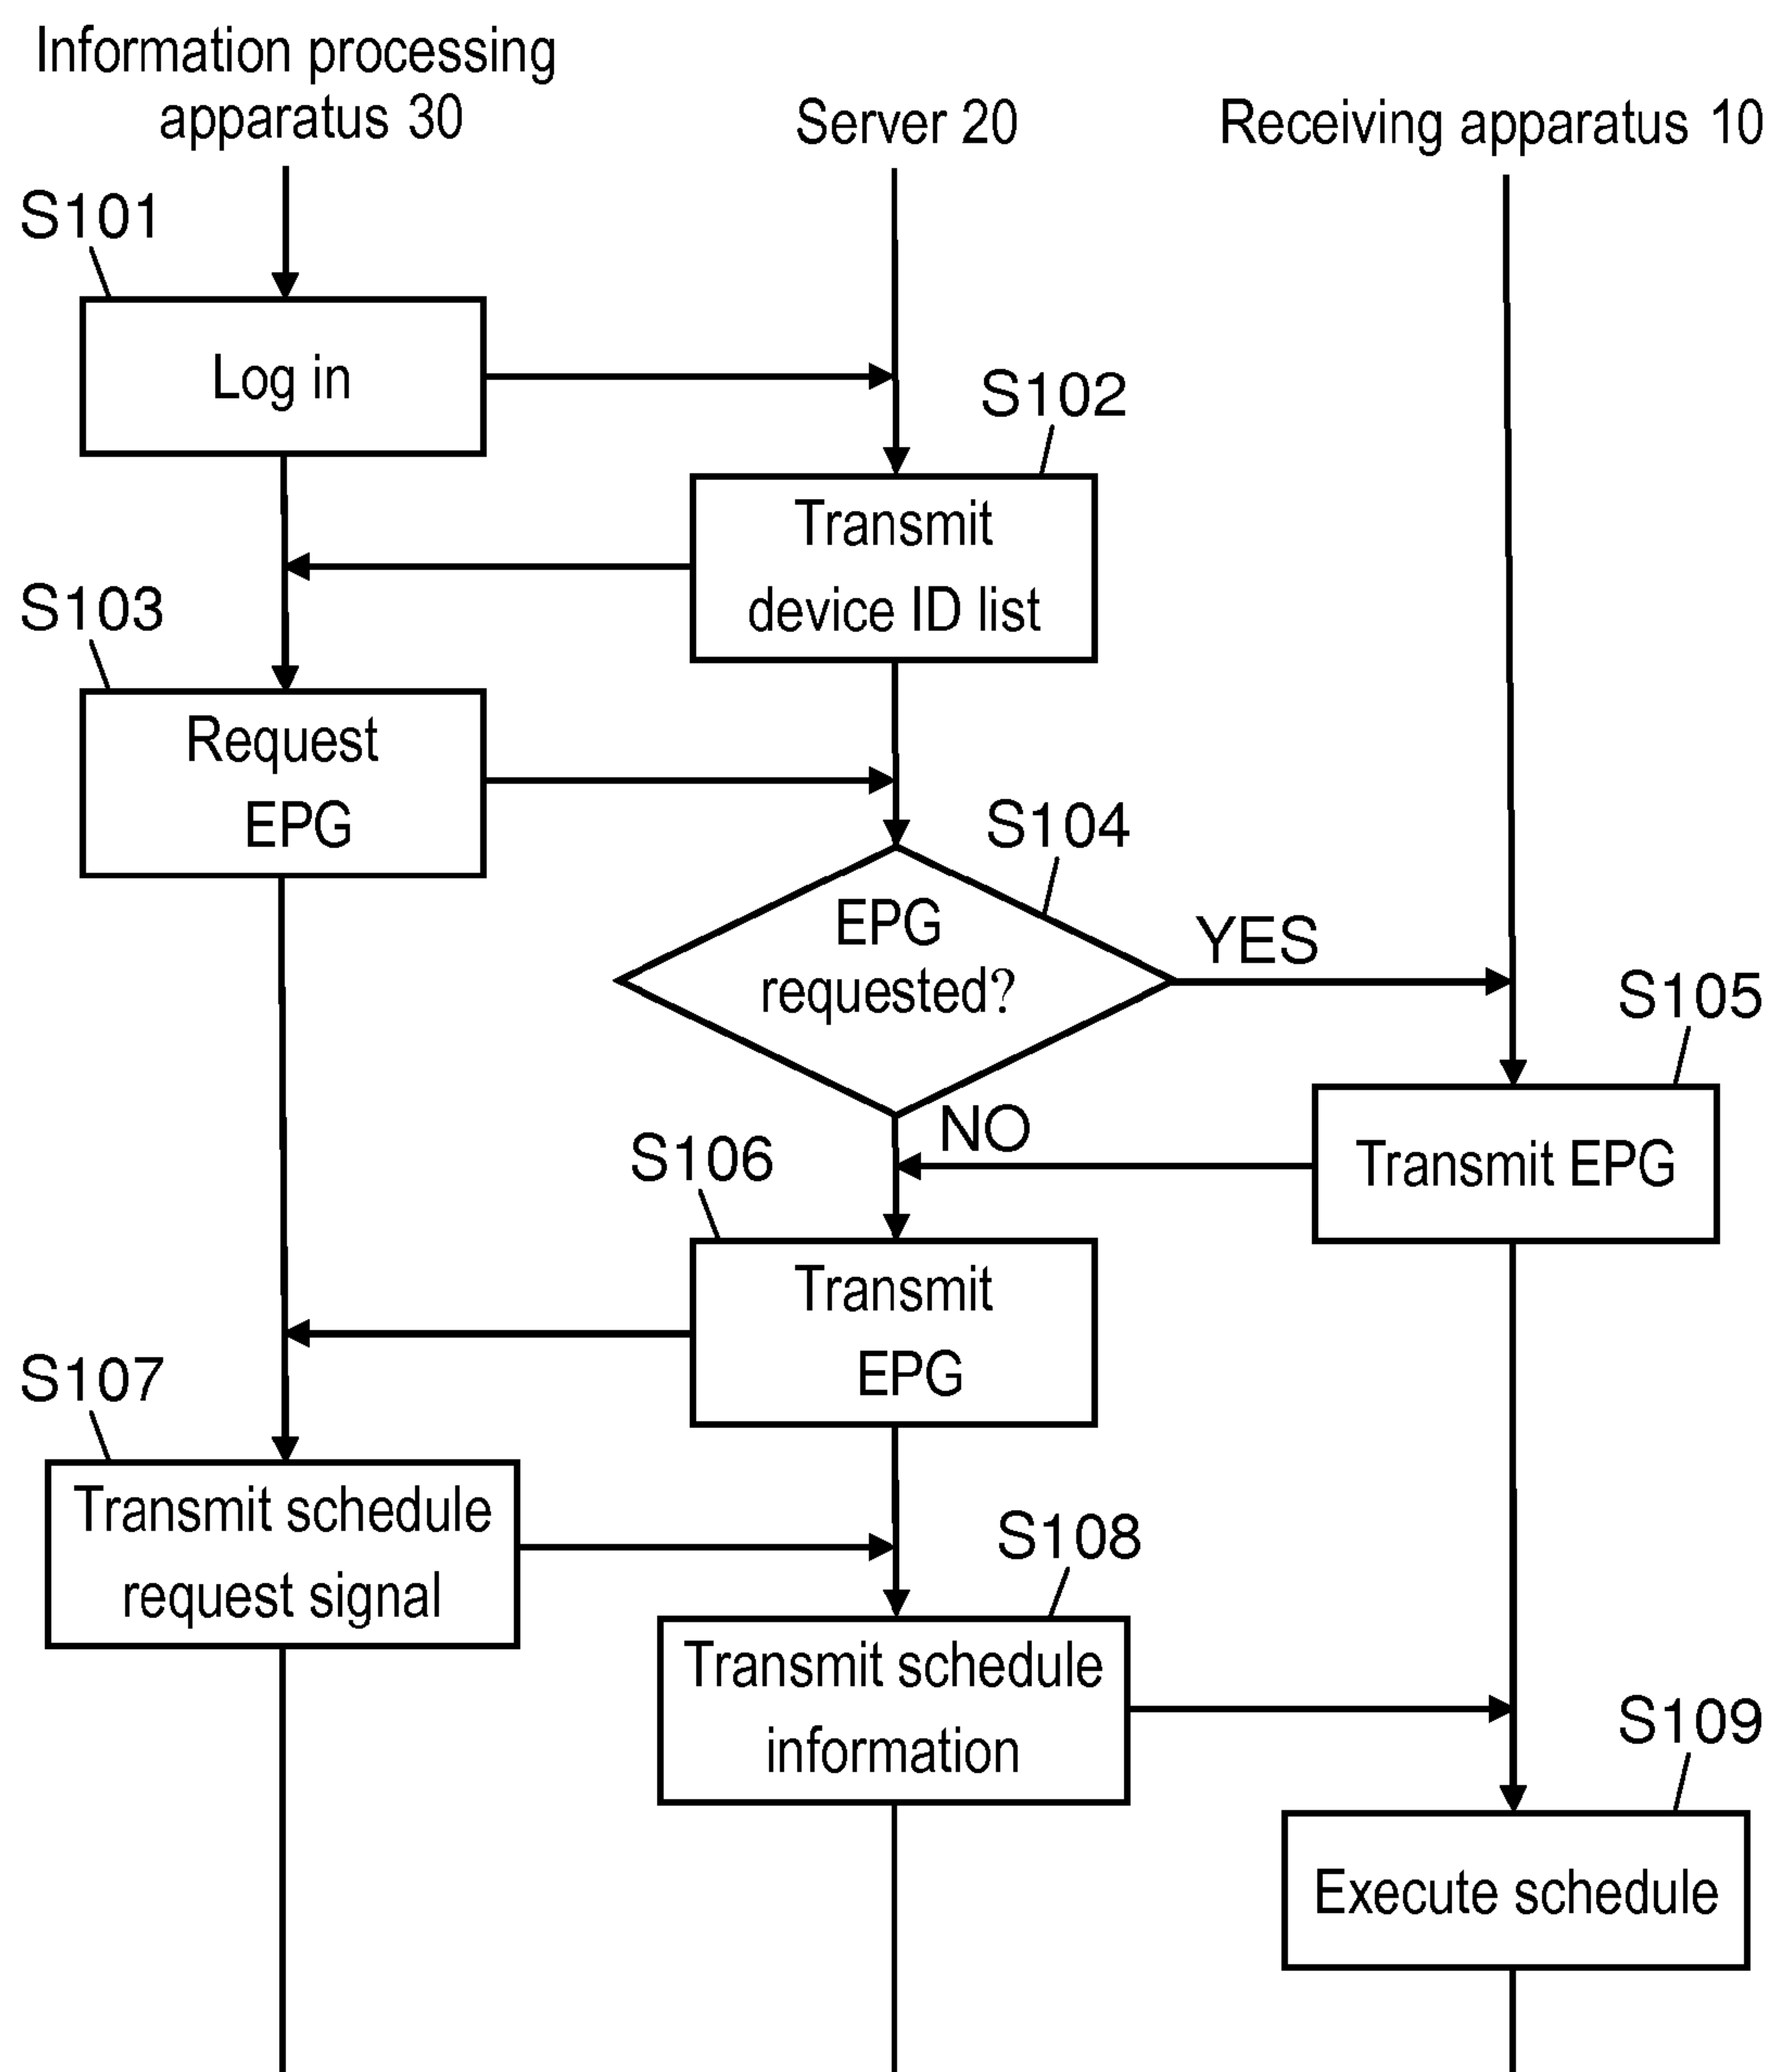 Information processing
apparatus 30
Server 20
Receiving apparatus 10
S101
Log in
S102
Transmit
device ID list
S103
Request
EPG
S104
EPG
requested?
YES
NO
S105
Transmit EPG
S106
Transmit
EPG
S107
Transmit schedule
request signal
S108
Transmit schedule
information
S109
Execute schedule